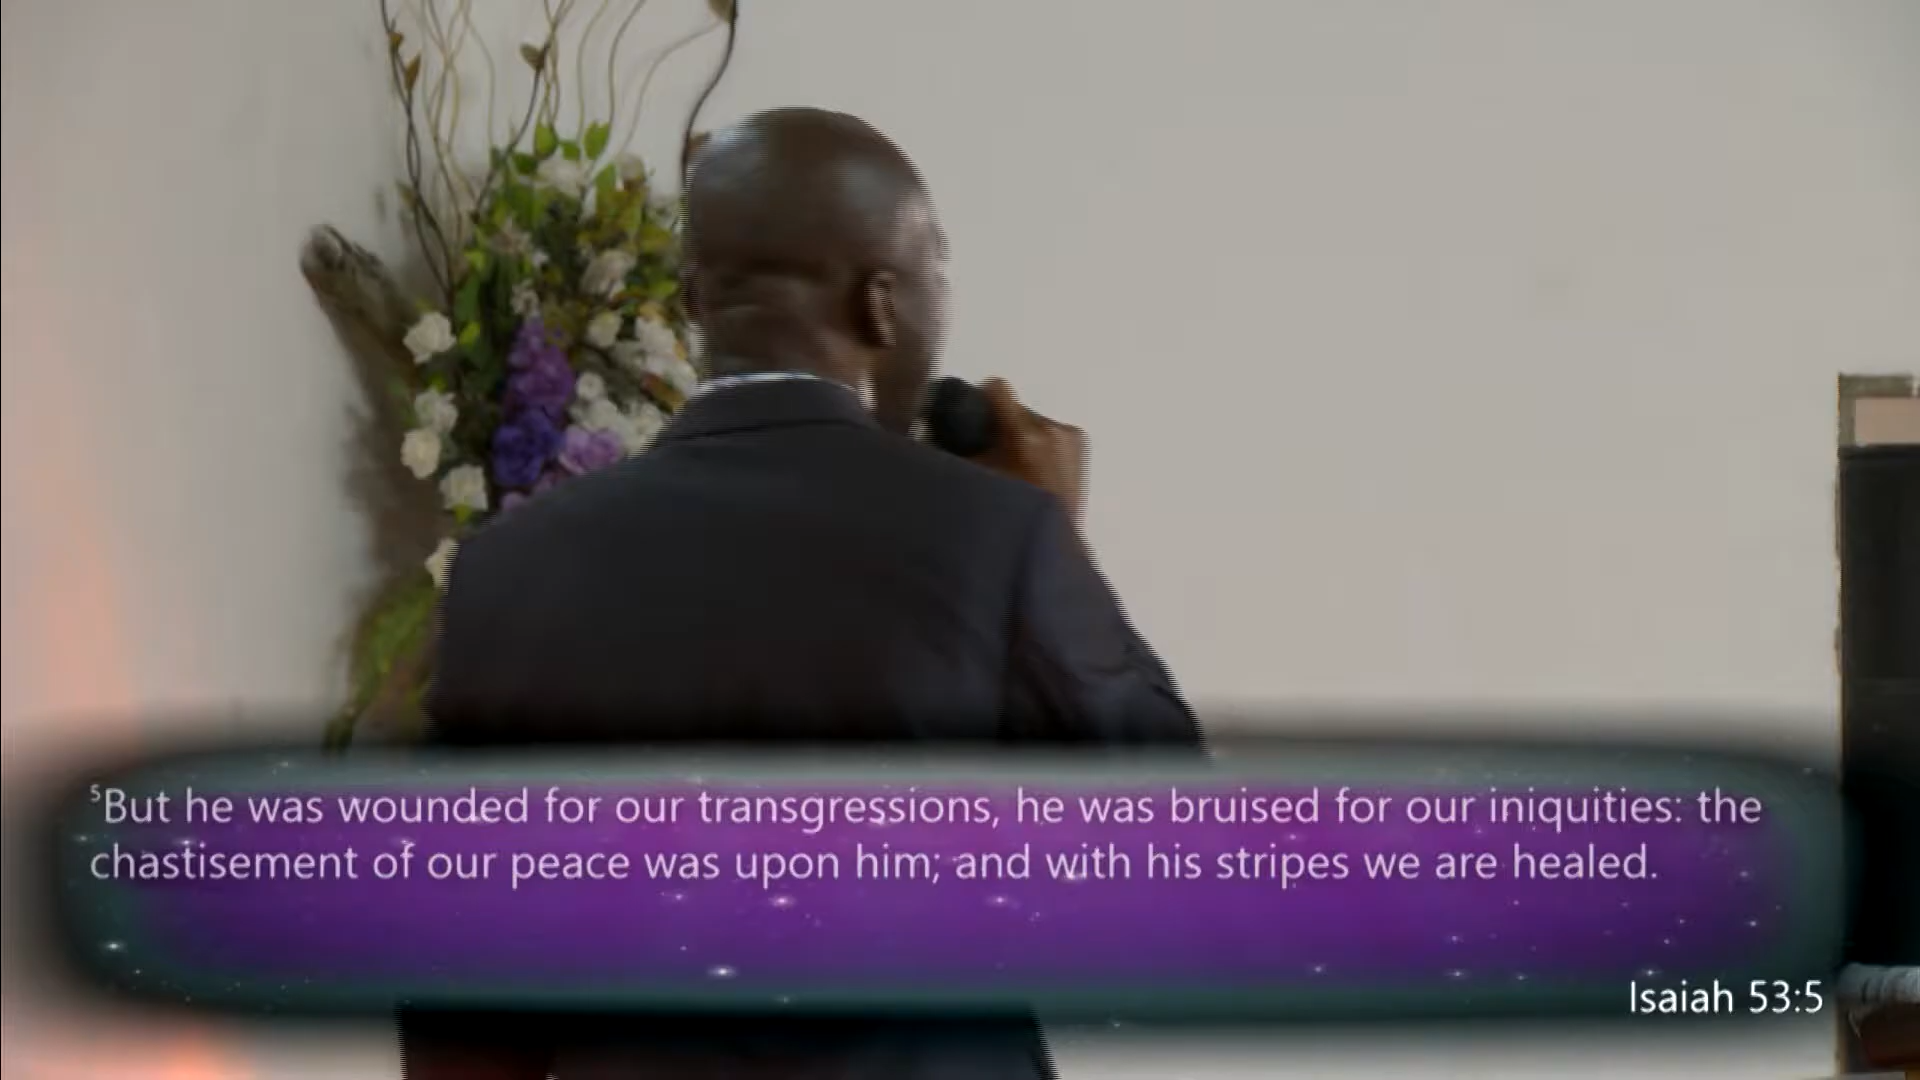 ⁵But he was wounded for our transgressions, he was bruised for our iniquities: the
chastisement of our peace was upon him; and with his stripes we are healed.
Isaiah 53:5